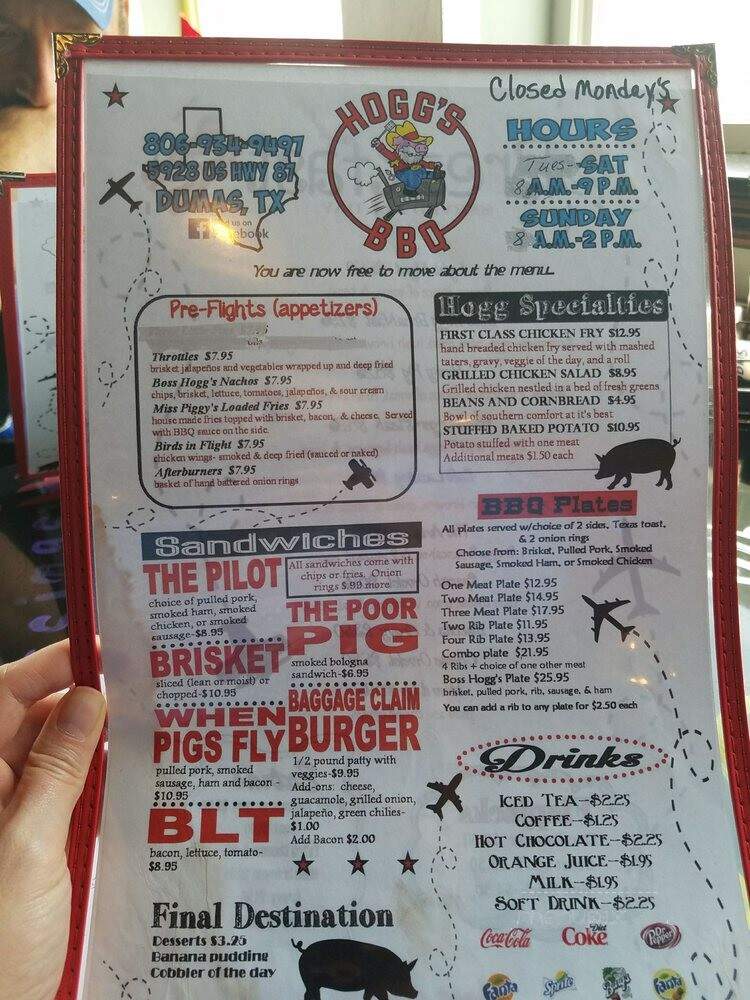 Closed Monday's
806-934-9497
5928 US HWY 87
DUMAS, TX
us on
ebook
HOGG'S
BBQ
HOURS
Tues-SAT
8 A.M.-9 P.M.
SUNDAY
8 A.M.-2 P.M.
You are now free to move about the menu...
Pre-Flights (appetizers)
Throttles $7.95
brisket jalapeños and vegetables wrapped up and deep fried
Boss Hogg's Nachos $7.95
chips, brisket, lettuce, tomatoes, jalapeños, & sour cream
Miss Piggy's Loaded Fries $7.95
house made fries topped with brisket, bacon, & cheese, Served
with BBQ sauce on the side.
Birds in Flight $7.95
chicken wings- smoked & deep fried (sauced or naked)
Afterburners $7.95
basket of hand battered onion rings
Hogg Specialties
FIRST CLASS CHICKEN FRY $12.95
hand breaded chicken fry served with mashed
taters, gravy, veggie of the day, and a roll
GRILLED CHICKEN SALAD $8.95
Grilled chicken nestled in a bed of fresh greens
BEANS AND CORNBREAD $4.95
Bowl of southern comfort at it's best
STUFFED BAKED POTATO $10.95
Potato stuffed with one meat
Additional meats $1.50 each
Sandwiches
All sandwiches come with
chips or fries. Onion
rings $.99 more
THE PILOT
choice of pulled pork,
smoked ham, smoked
chicken, or smoked
sausage-$8.95
BRISKET
sliced (lean or moist) or
chopped-$10.95
WHEN
PIGS FLY
pulled pork, smoked
sausage, ham and bacon -
$10.95
BLT
bacon, lettuce, tomato-
$8.95
THE POOR
PIG
smoked bologna
sandwich-$6.95
BAGGAGE CLAIM
BURGER
1/2 pound patty with
veggies-$9.95
Add-ons: cheese,
guacamole, grilled onion,
jalapeño, green chilies-
$1.00
Add Bacon $2.00
BBQ Plates
All plates served w/choice of 2 sides, Texas toast,
& 2 onion rings
Choose from: Brisket, Pulled Pork, Smoked
Sausage, Smoked Ham, or Smoked Chicken
One Meat Plate $12.95
Two Meat Plate $14.95
Three Meat Plate $17.95
Two Rib Plate $11.95
Four Rib Plate $13.95
Combo plate $21.95
4 Ribs + choice of one other meat
Boss Hogg's Plate $25.95
brisket, pulled pork, rib, sausage, & ham
You can add a rib to any plate for $2.50 each
Drinks
ICED TEA-$2.25
COFFEE-$1.25
HOT CHOCOLATE-$2.25
ORANGE JUICE-$1.95
MILK-$1.95
SOFT DRINK-$2.25
Coca-Cola
Diet Coke
Dr Pepper
Fanta
Sprite
Barq's
Fanta
Final Destination
Desserts $3.25
Banana pudding
Cobbler of the day